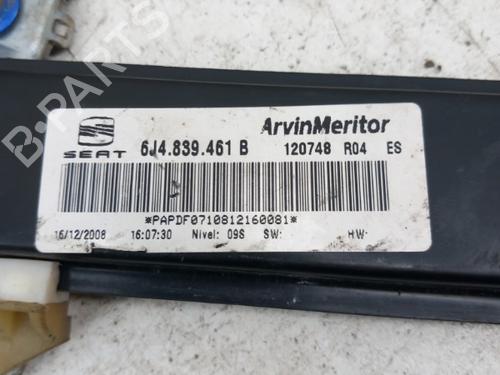 B-PARTS
ArvinMeritor
SEAT 6J4.839.461 B 120748 R04 ES
*PAPDF0710812160081*
16/12/2008 16:07:30 Nivel: 09S SW: HW: